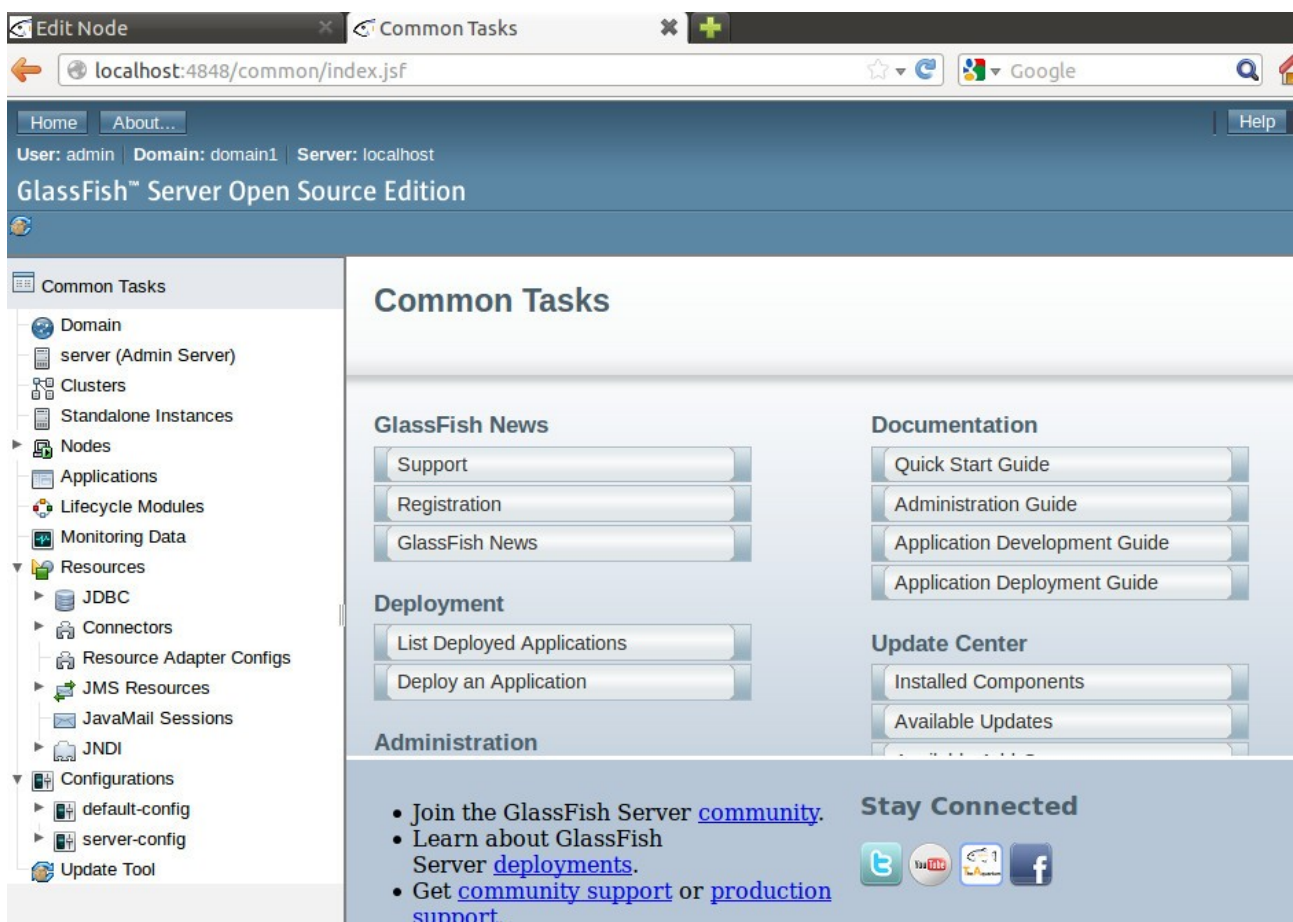 Edit Node
Common Tasks
localhost:4848/common/index.jsf
Google
Home About...
Help
User: admin Domain: domain1 Server: localhost
GlassFish™ Server Open Source Edition
Common Tasks
Domain
server (Admin Server)
Clusters
Standalone Instances
Nodes
Applications
Lifecycle Modules
Monitoring Data
Resources
JDBC
Connectors
Resource Adapter Configs
JMS Resources
JavaMail Sessions
JNDI
Configurations
default-config
server-config
Update Tool
Common Tasks
GlassFish News
Support
Registration
GlassFish News
Deployment
List Deployed Applications
Deploy an Application
Administration
Documentation
Quick Start Guide
Administration Guide
Application Development Guide
Application Deployment Guide
Update Center
Installed Components
Available Updates
• Join the GlassFish Server community.
• Learn about GlassFish
Server deployments.
• Get community support or production
support.
Stay Connected
You Tube